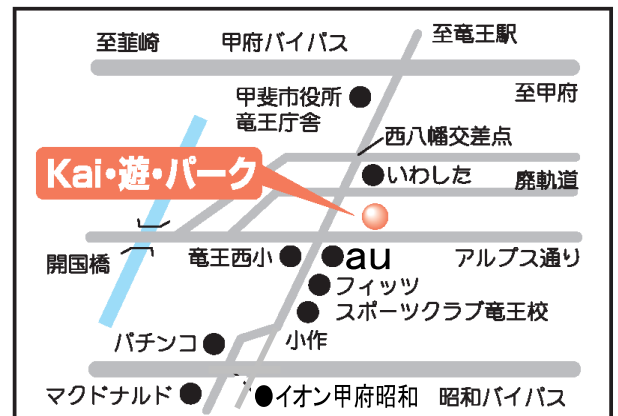 至韮崎
甲府バイパス
至竜王駅
甲斐市役所
竜王庁舎
至甲府
西八幡交差点
Kai・遊・パーク
いわした
廃軌道
開国橋
竜王西小
au
アルプス通り
フィッツ
スポーツクラブ竜王校
パチンコ
小作
マクドナルド
イオン甲府昭和
昭和バイパス